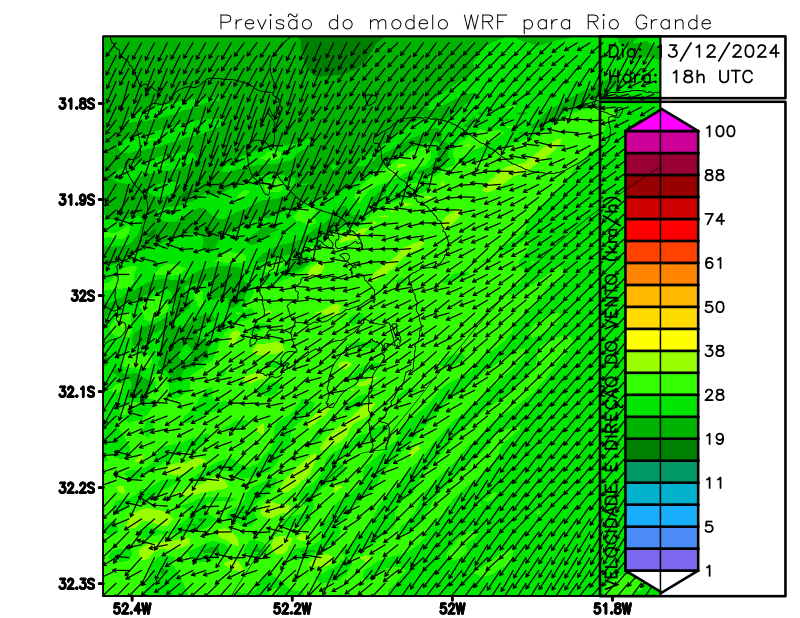 Previsão do modelo WRF para Rio Grande
Dia: 13/12/2024
Hora: 18h UTC
31.8S
31.9S
32S
32.1S
32.2S
32.3S
52.4W
52.2W
52W
51.8W
VELOCIDADE E DIREÇÃO DO VENTO (km/h)
100
88
74
61
50
38
28
19
11
5
1